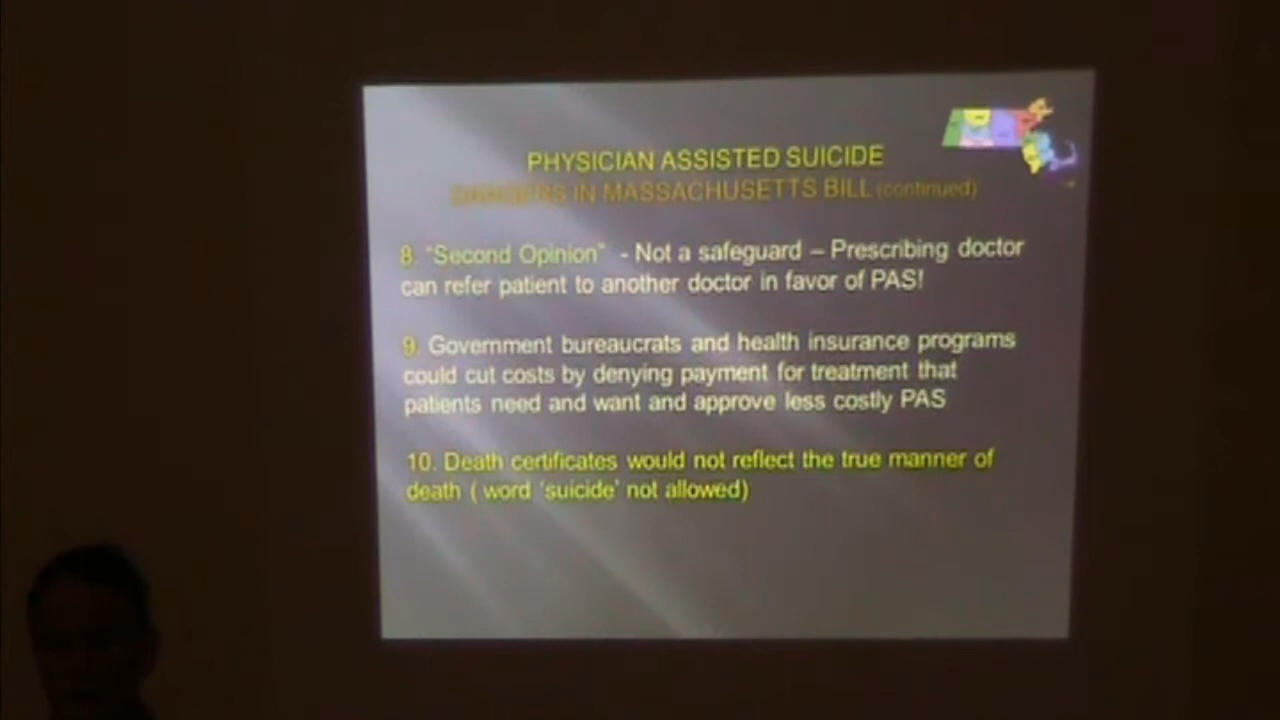 PHYSICIAN ASSISTED SUICIDE
DANGERS IN MASSACHUSETTS BILL (continued)
8. “Second Opinion” - Not a safeguard – Prescribing doctor
can refer patient to another doctor in favor of PAS!
9. Government bureaucrats and health insurance programs
could cut costs by denying payment for treatment that
patients need and want and approve less costly PAS
10. Death certificates would not reflect the true manner of
death ( word ‘suicide’ not allowed)